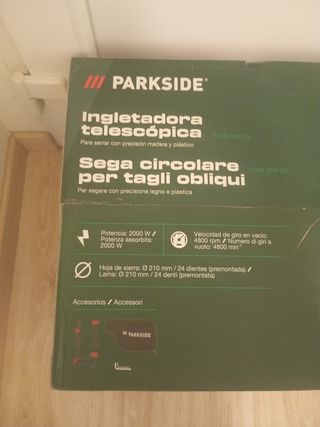 /// PARKSIDE®
Ingletadora
telescópica
Para serrar con precisión madera y plástico
Sega circolare
per tagli obliqui
Per segare con precisione legno e plastica
Potencia: 2000 W /
Potenza assorbita:
2000 W
Velocidad de giro en vacío:
4800 rpm / Numero di giri a
vuoto: 4800 min⁻¹
Hoja de sierra: Ø 210 mm / 24 dientes (premontada) /
Lama: Ø 210 mm / 24 denti (premontata)
Accesorios / Accessori
/// PARKSIDE